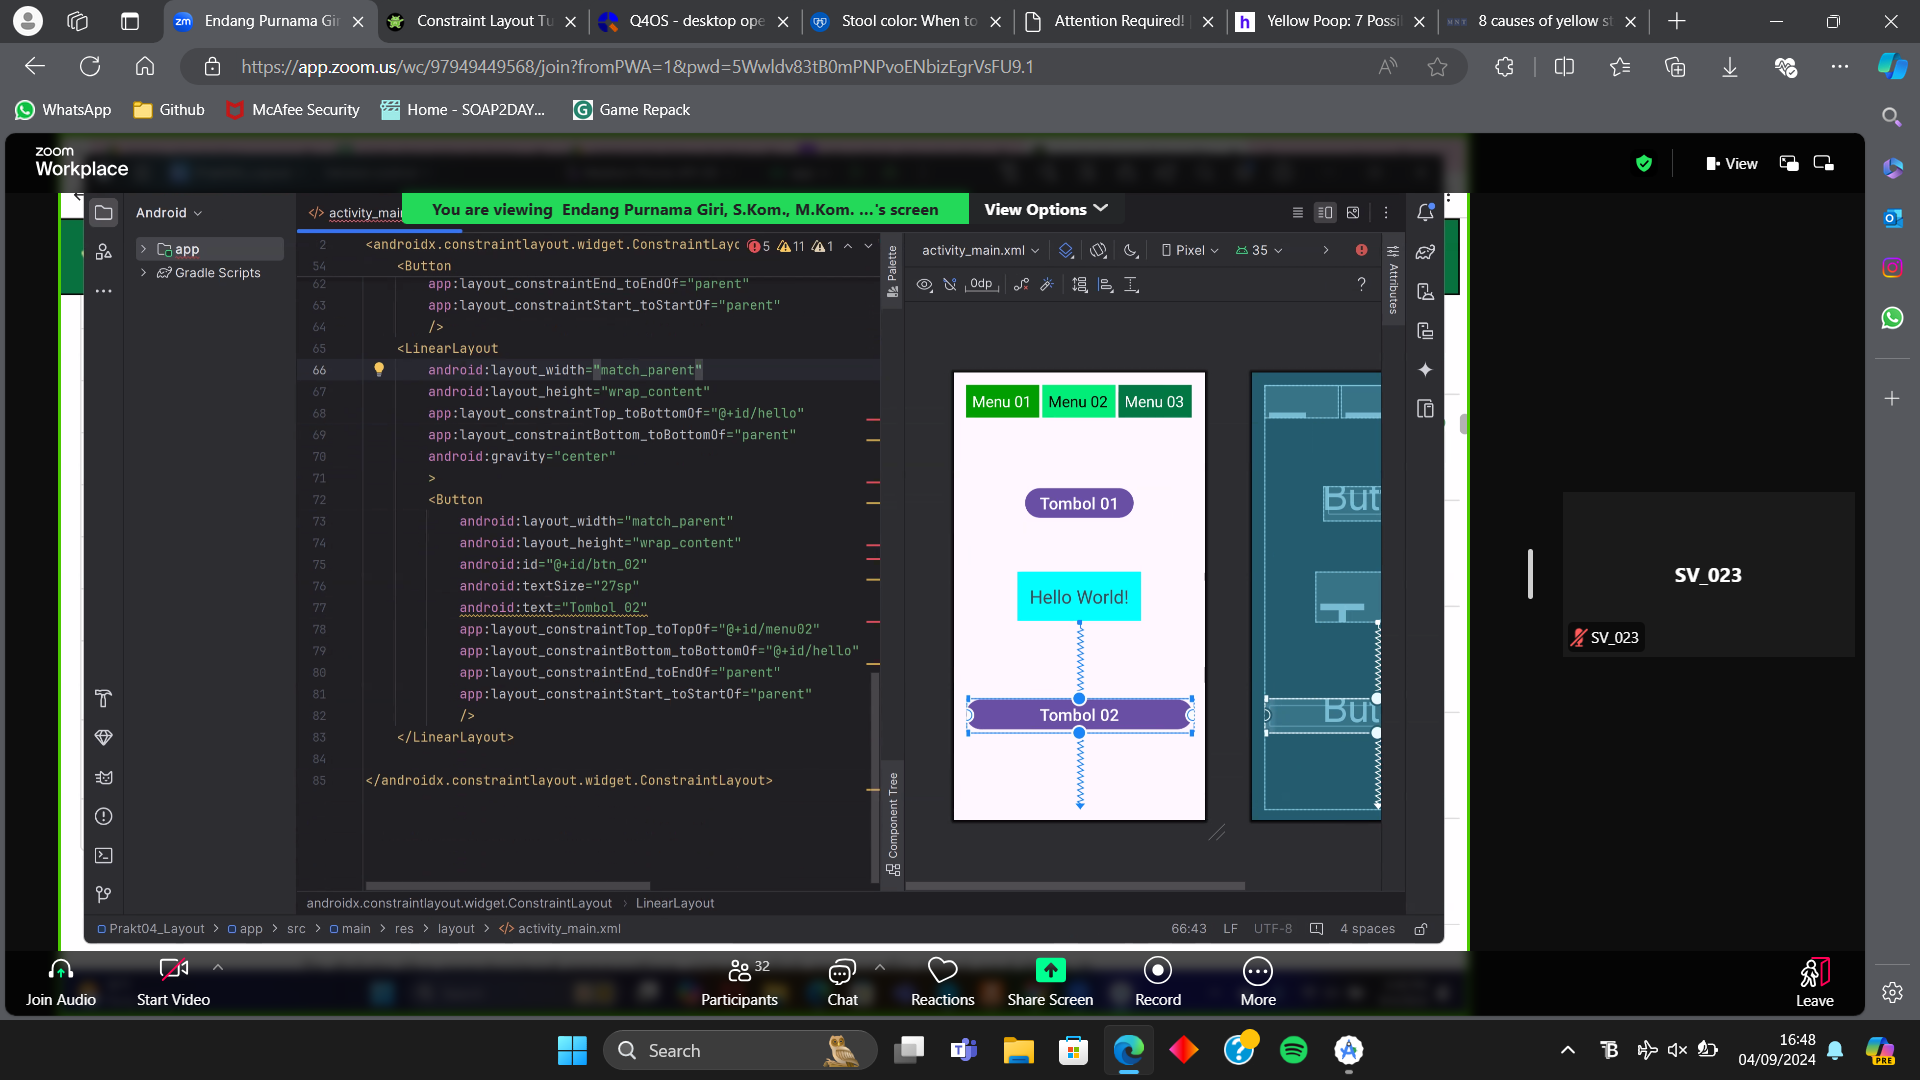 Endang Purnama Gir
Constraint Layout Tu
Q4OS - desktop ope
Stool color: When to
Attention Required! |
Yellow Poop: 7 Possi
8 causes of yellow st
https://app.zoom.us/wc/97949449568/join?fromPWA=1&pwd=5Wwldv83tB0mPNPvoENbizEgrVsFU9.1
WhatsApp
Github
McAfee Security
Home - SOAP2DAY...
Game Repack
zoom
Workplace
View
Android
activity_main
You are viewing Endang Purnama Giri, S.Kom., M.Kom. ...'s screen
View Options
app
Gradle Scripts
2 <androidx.constraintlayout.widget.ConstraintLayc
5 11 1
54 <Button
62 app:layout_constraintEnd_toEndOf="parent"
63 app:layout_constraintStart_toStartOf="parent"
64 />
65 <LinearLayout
66 android:layout_width="match_parent"
67 android:layout_height="wrap_content"
68 app:layout_constraintTop_toBottomOf="@+id/hello"
69 app:layout_constraintBottom_toBottomOf="parent"
70 android:gravity="center"
71 >
72 <Button
73 android:layout_width="match_parent"
74 android:layout_height="wrap_content"
75 android:id="@+id/btn_02"
76 android:textSize="27sp"
77 android:text="Tombol 02"
78 app:layout_constraintTop_toTopOf="@+id/menu02"
79 app:layout_constraintBottom_toBottomOf="@+id/hello"
80 app:layout_constraintEnd_toEndOf="parent"
81 app:layout_constraintStart_toStartOf="parent"
82 />
83 </LinearLayout>
84
85 </androidx.constraintlayout.widget.ConstraintLayout>
Palette
Component Tree
activity_main.xml
Pixel
35
0dp
?
Attributes
Menu 01
Menu 02
Menu 03
Tombol 01
Hello World!
Tombol 02
But
But
SV_023
SV_023
androidx.constraintlayout.widget.ConstraintLayout > LinearLayout
Prakt04_Layout > app > src > main > res > layout > activity_main.xml
66:43 LF UTF-8 4 spaces
Join Audio
Start Video
Participants
32
Chat
Reactions
Share Screen
Record
More
Leave
Search
16:48
04/09/2024
PRE